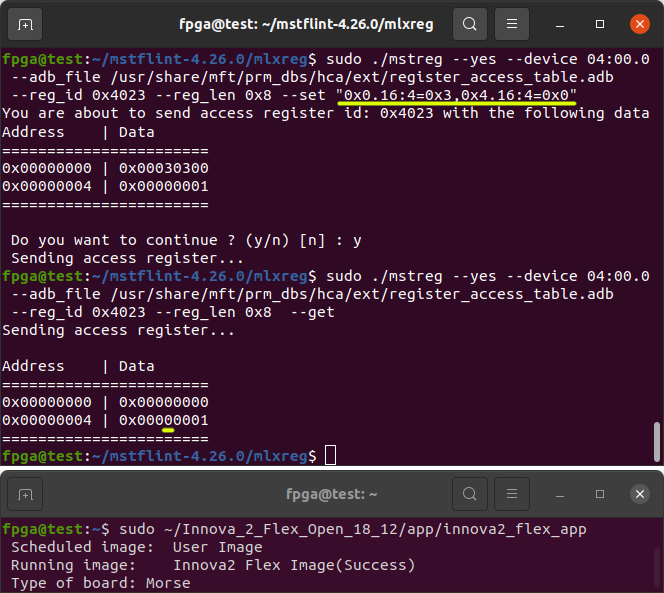 fpga@test: ~/mstflint-4.26.0/mlxreg
fpga@test:~/mstflint-4.26.0/mlxreg$ sudo ./mstreg --yes --device 04:00.0
--adb_file /usr/share/mft/prm_dbs/hca/ext/register_access_table.adb
--reg_id 0x4023 --reg_len 0x8 --set "0x0.16:4=0x3,0x4.16:4=0x0"
You are about to send access register id: 0x4023 with the following data
Address    | Data
=======================
0x00000000 | 0x00030300
0x00000004 | 0x00000001
=======================
Do you want to continue ? (y/n) [n] : y
Sending access register...
fpga@test:~/mstflint-4.26.0/mlxreg$ sudo ./mstreg --yes --device 04:00.0
--adb_file /usr/share/mft/prm_dbs/hca/ext/register_access_table.adb
--reg_id 0x4023 --reg_len 0x8  --get
Sending access register...
Address    | Data
=======================
0x00000000 | 0x00000000
0x00000004 | 0x00000001
=======================
fpga@test:~/mstflint-4.26.0/mlxreg$
fpga@test: ~
fpga@test:~$ sudo ~/Innova_2_Flex_Open_18_12/app/innova2_flex_app
Scheduled image:  User Image
Running image:    Innova2 Flex Image(Success)
Type of board: Morse